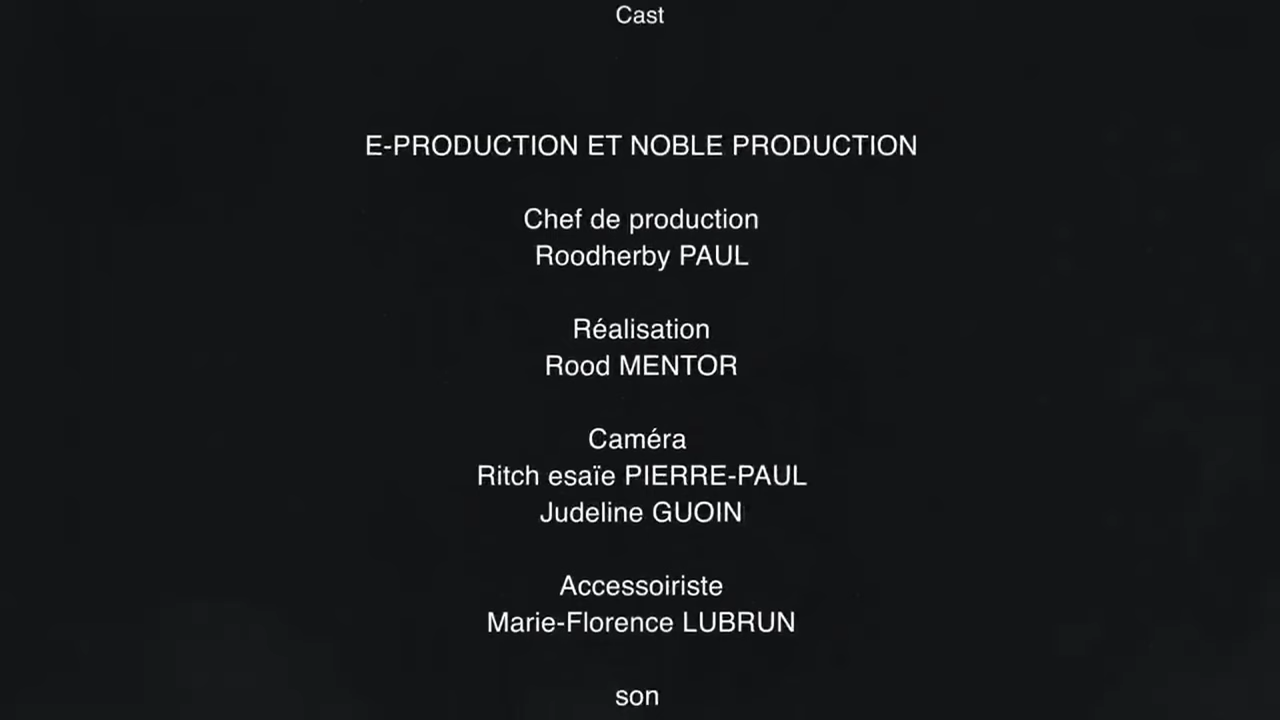 Cast
E-PRODUCTION ET NOBLE PRODUCTION
Chef de production
Roodherby PAUL
Réalisation
Rood MENTOR
Caméra
Ritch esaïe PIERRE-PAUL
Judeline GUOIN
Accessoiriste
Marie-Florence LUBRUN
son